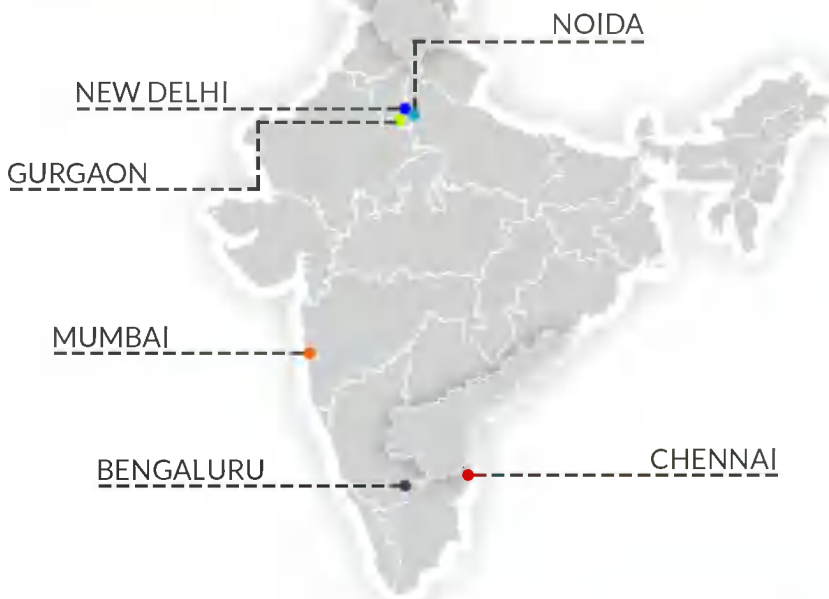 NOIDA
NEW DELHI
GURGAON
MUMBAI
BENGALURU
CHENNAI